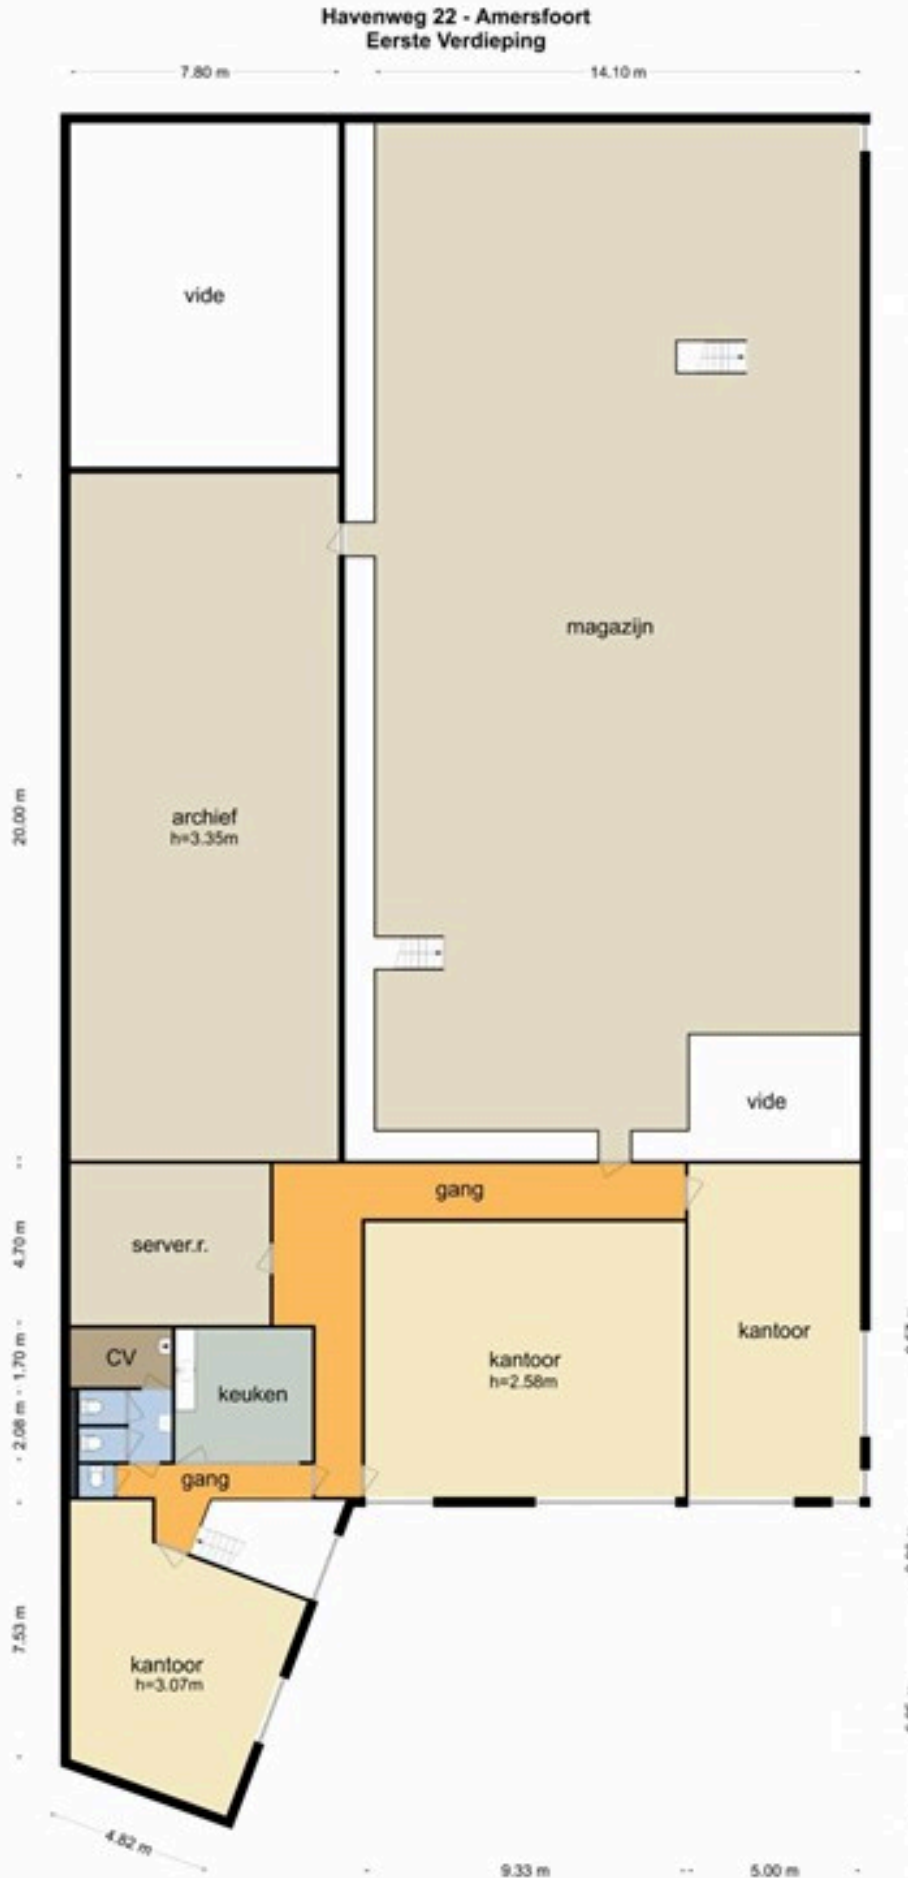 Havenweg 22 - Amersfoort
Eerste Verdieping
7.80 m
14.10 m
vide
magazijn
20.00 m
archief
h=3.35m
vide
gang
4.70 m
server.r.
kantoor
1.70 m
CV
kantoor
h=2.58m
keuken
2.08 m
gang
7.53 m
kantoor
h=3.07m
4.82 m
9.33 m
5.00 m